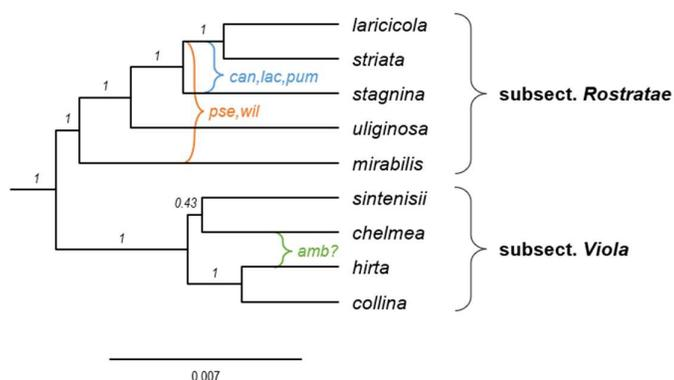 1
laricicola
1
striata
can,lac,pum
1
stagnina
subsect. Rostratae
pse,wil
1
uliginosa
mirabilis
1
0.43
sintenisii
1
chelmea
amb?
subsect. Viola
1
hirta
collina
0.007